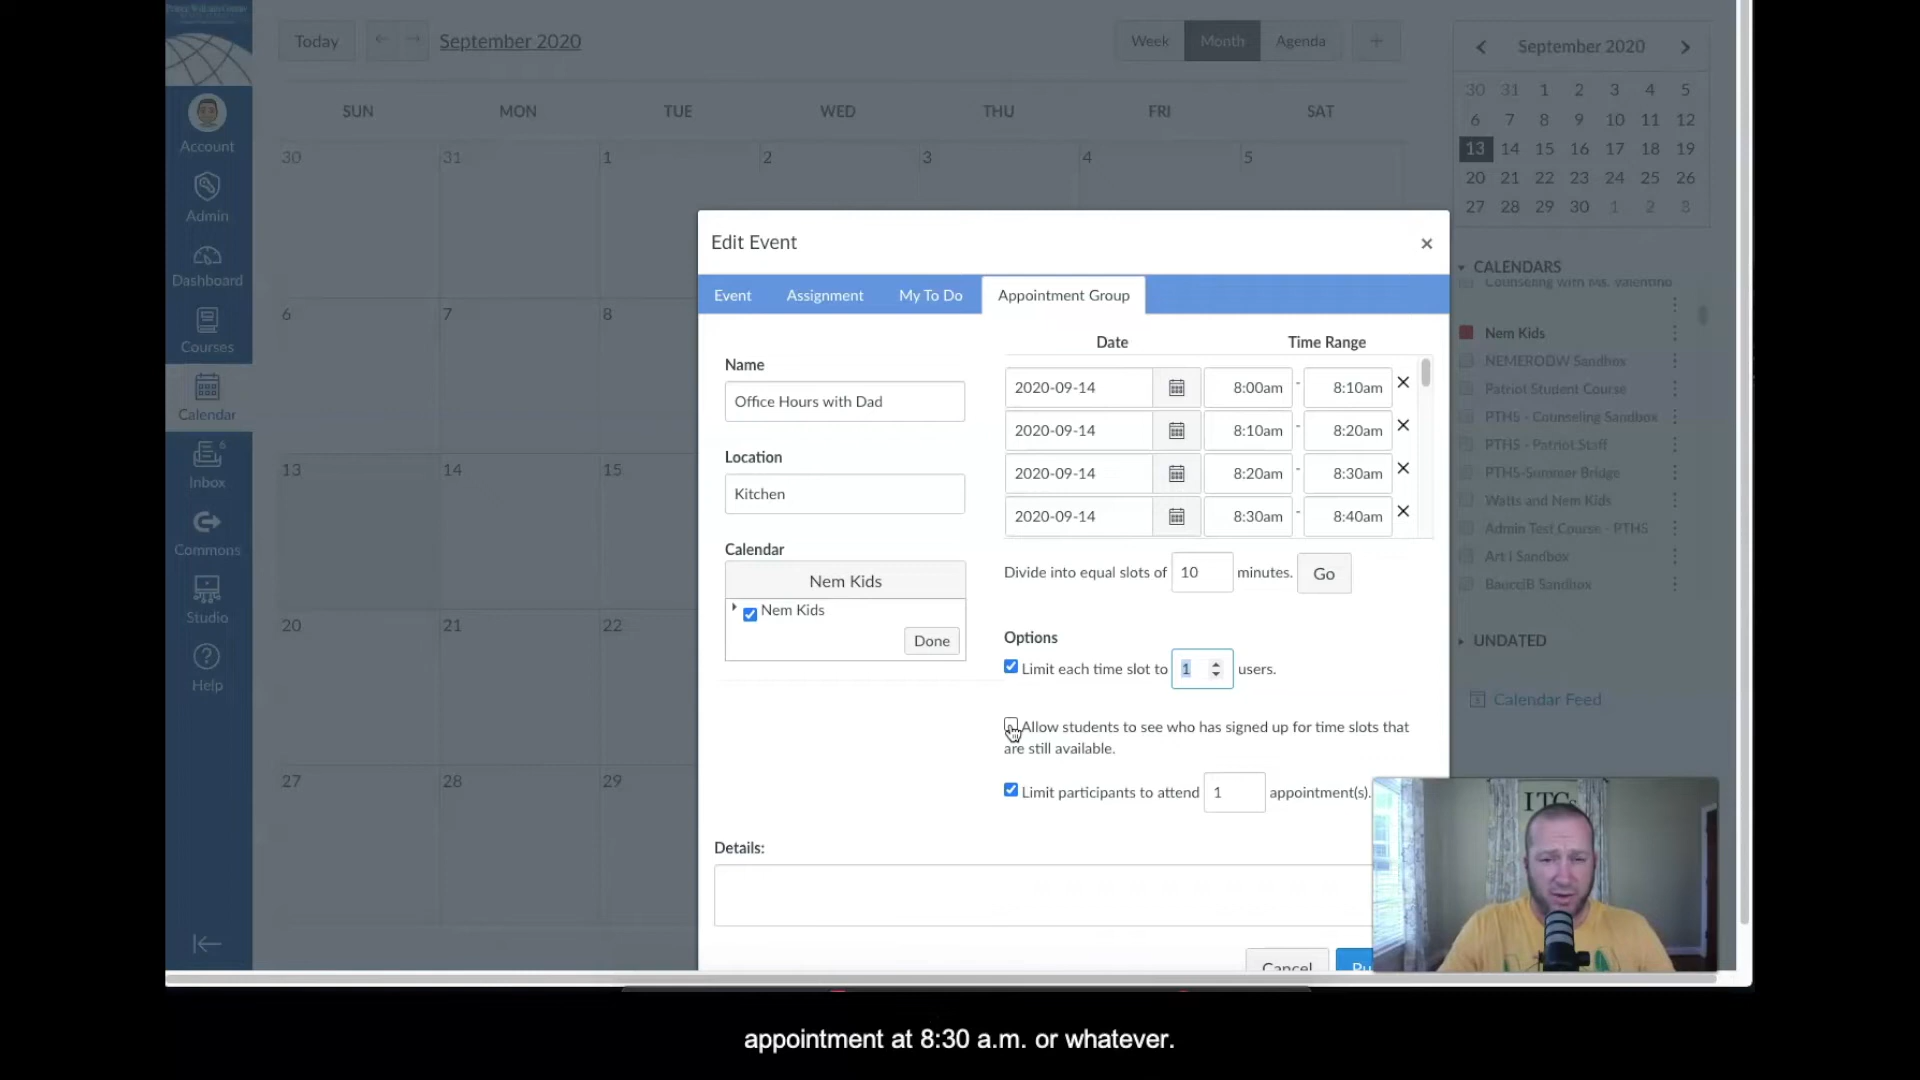 Today
September 2020
Week
Month
Agenda
September 2020
SUN MON TUE WED THU FRI SAT
30 31 1 2 3 4 5
6 7 8
13 14 15
20 21 22
27 28 29
Account
Admin
Dashboard
Courses
Calendar
6
Inbox
Commons
Studio
Help
Edit Event
Event
Assignment
My To Do
Appointment Group
Name
Office Hours with Dad
Location
Kitchen
Calendar
Nem Kids
Nem Kids
Done
Date Time Range
2020-09-14 8:00am - 8:10am
2020-09-14 8:10am - 8:20am
2020-09-14 8:20am - 8:30am
2020-09-14 8:30am - 8:40am
Divide into equal slots of 10 minutes. Go
Options
Limit each time slot to 1 users.
Allow students to see who has signed up for time slots that
are still available.
Limit participants to attend 1 appointment(s).
Details:
Cancel
Pu
30 31 1 2 3 4 5
6 7 8 9 10 11 12
13 14 15 16 17 18 19
20 21 22 23 24 25 26
27 28 29 30 1 2 3
CALENDARS
Counseling with Ms. Valentino
Nem Kids
NEMERODW Sandbox
Patriot Student Course
PTHS - Counseling Sandbox
PTHS - Patriot Staff
PTHS-Summer Bridge
Watts and Nem Kids
Admin Test Course - PTHS
Art I Sandbox
BaucciB Sandbox
UNDATED
Calendar Feed
ITCs
appointment at 8:30 a.m. or whatever.